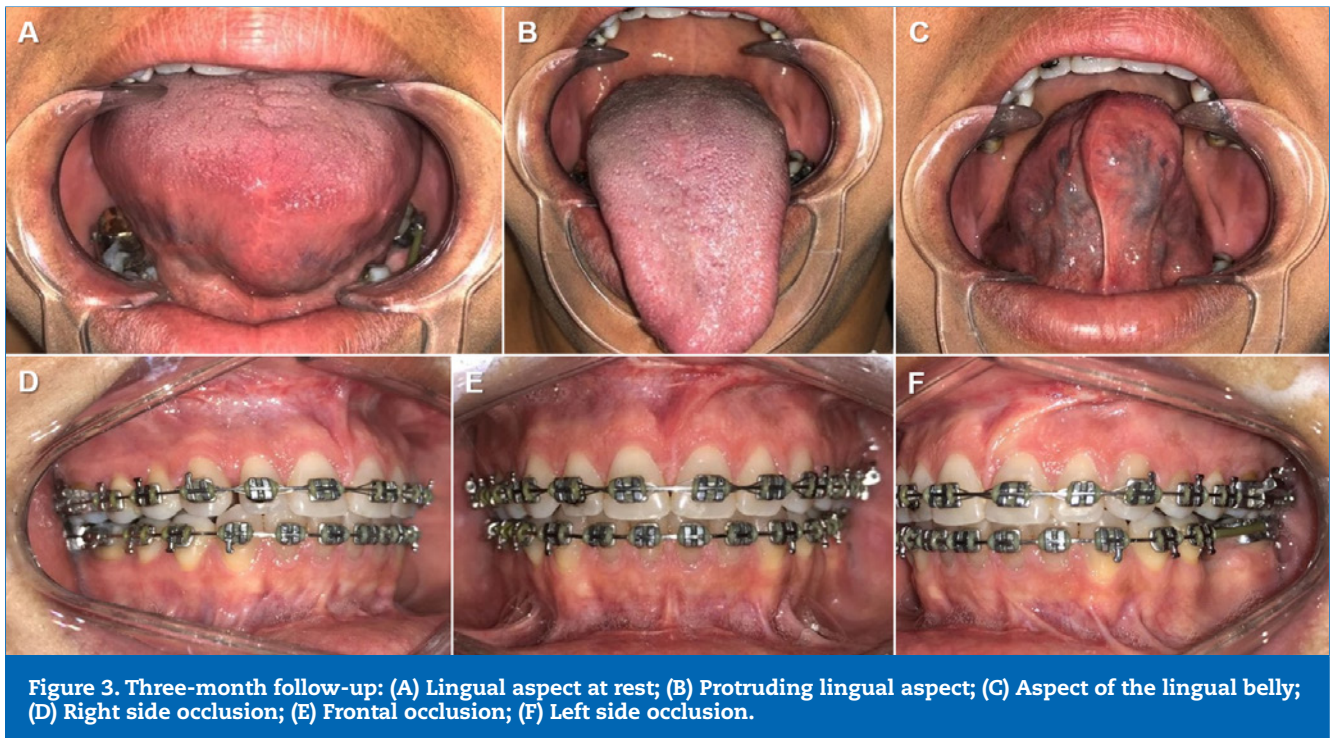 A
B
C
D
E
F
Figure 3. Three-month follow-up: (A) Lingual aspect at rest; (B) Protruding lingual aspect; (C) Aspect of the lingual belly;
(D) Right side occlusion; (E) Frontal occlusion; (F) Left side occlusion.